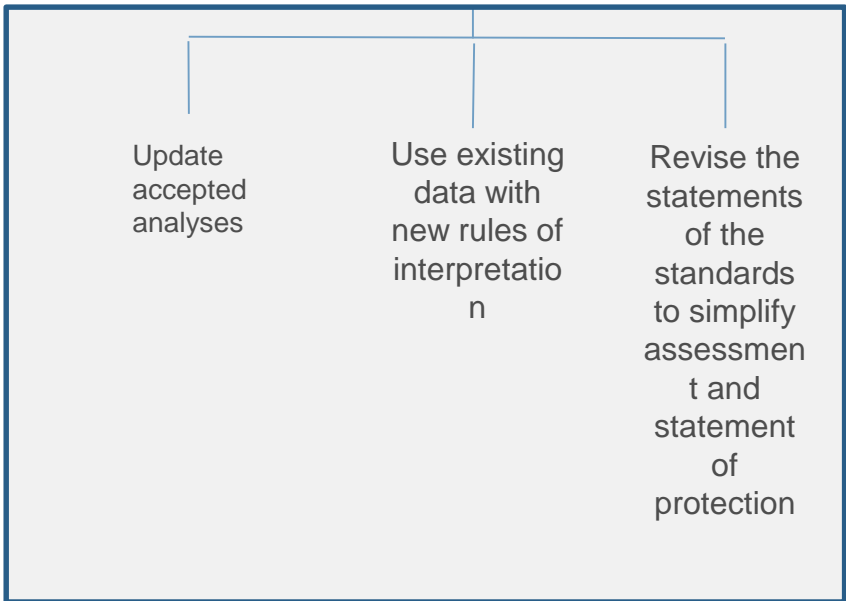 Update
accepted
analyses
Use existing
data with
new rules of
interpretatio
n
Revise the
statements
of the
standards
to simplify
assessmen
t and
statement
of
protection